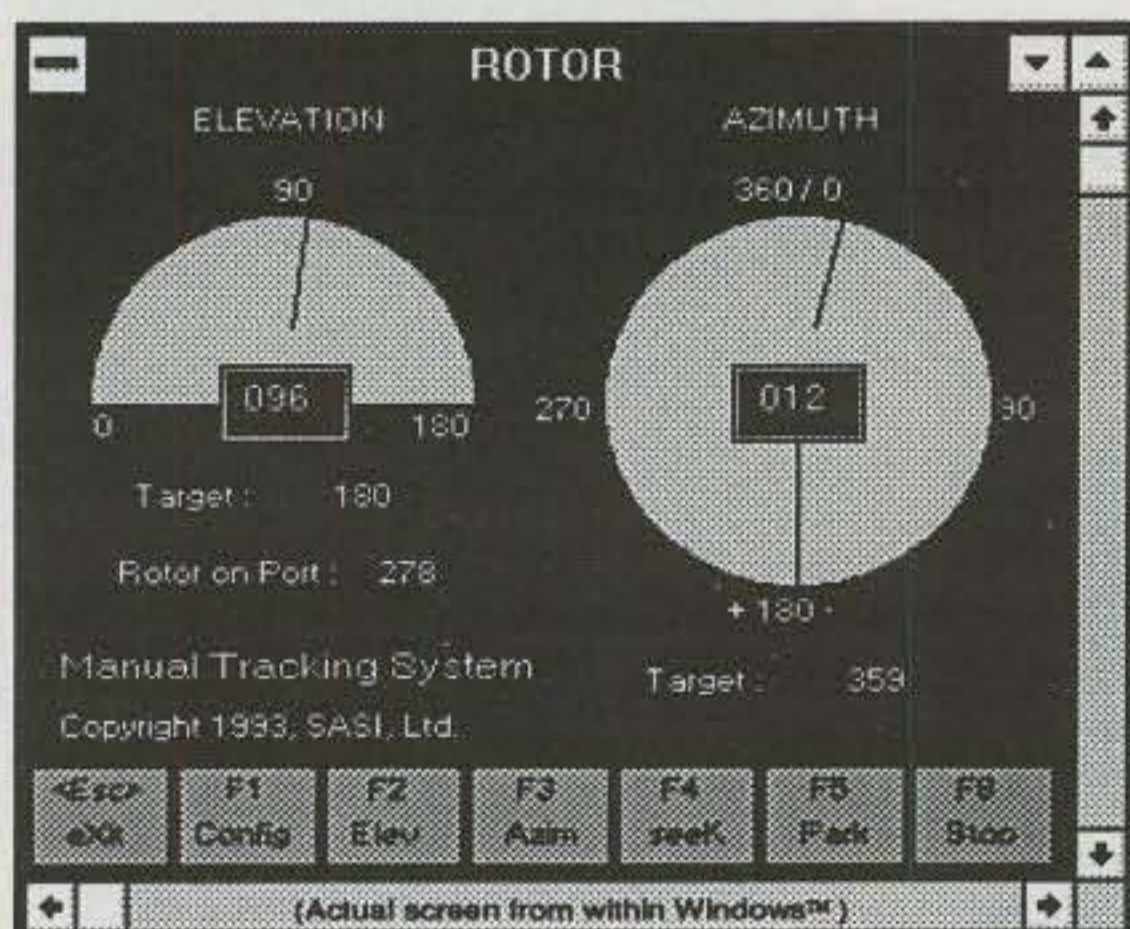 ROTOR
ELEVATION
AZIMUTH
90
360 / 0
096
0
180
270
012
90
Target : 180
Rotor on Port : 278
+ 180 -
Manual Tracking System
Target : 359
Copyright 1993, SASI, Ltd.
<Esc>
eXit
F1
Config
F2
Elev
F3
Azim
F4
seeK
F5
Park
Stop
(Actual screen from within Windows™)